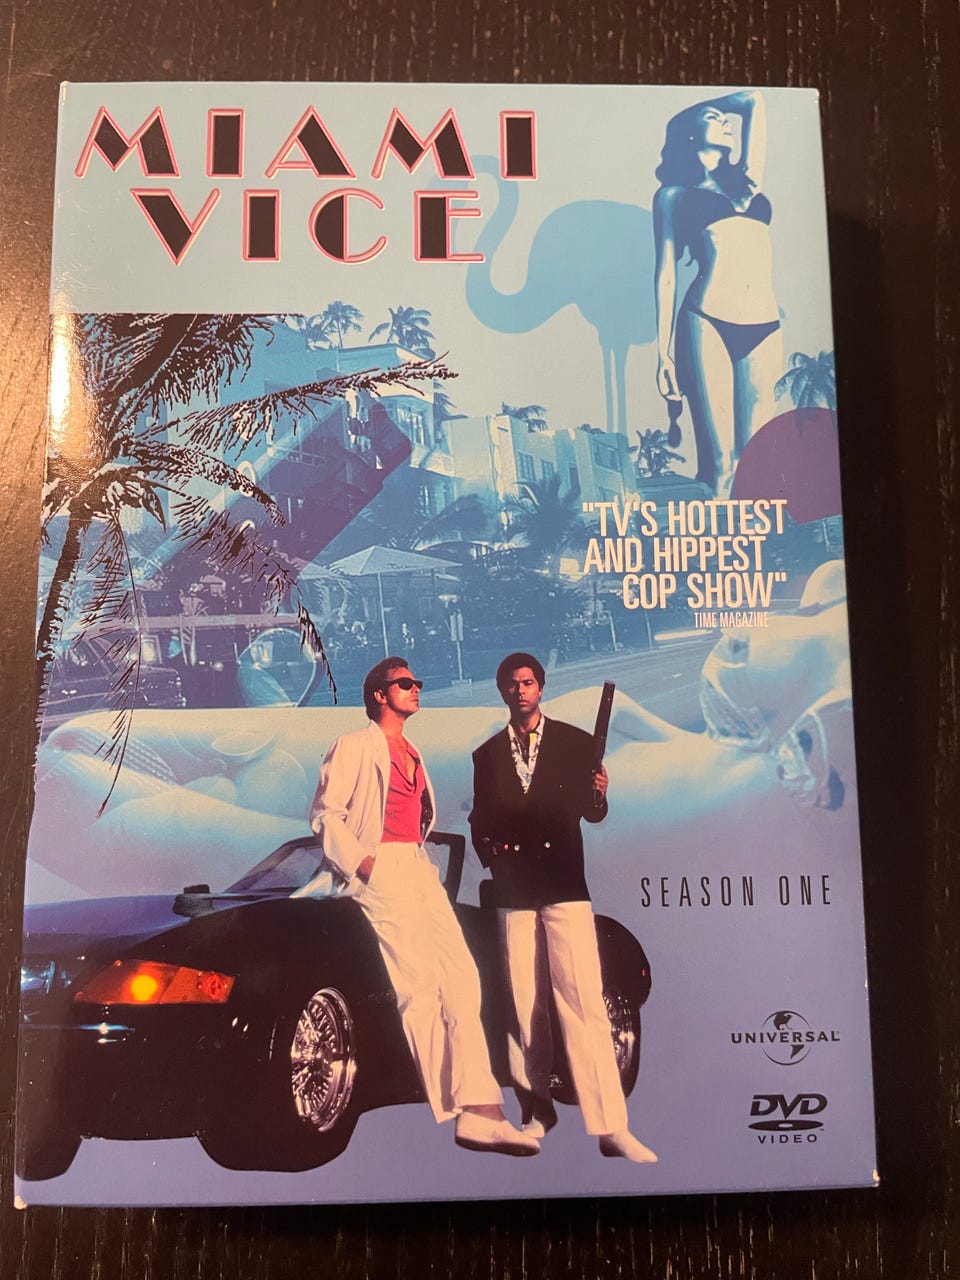 MIAMI
VICE
"TV'S HOTTEST
AND HIPPEST
COP SHOW"
TIME MAGAZINE
SEASON ONE
UNIVERSAL
DVD
VIDEO